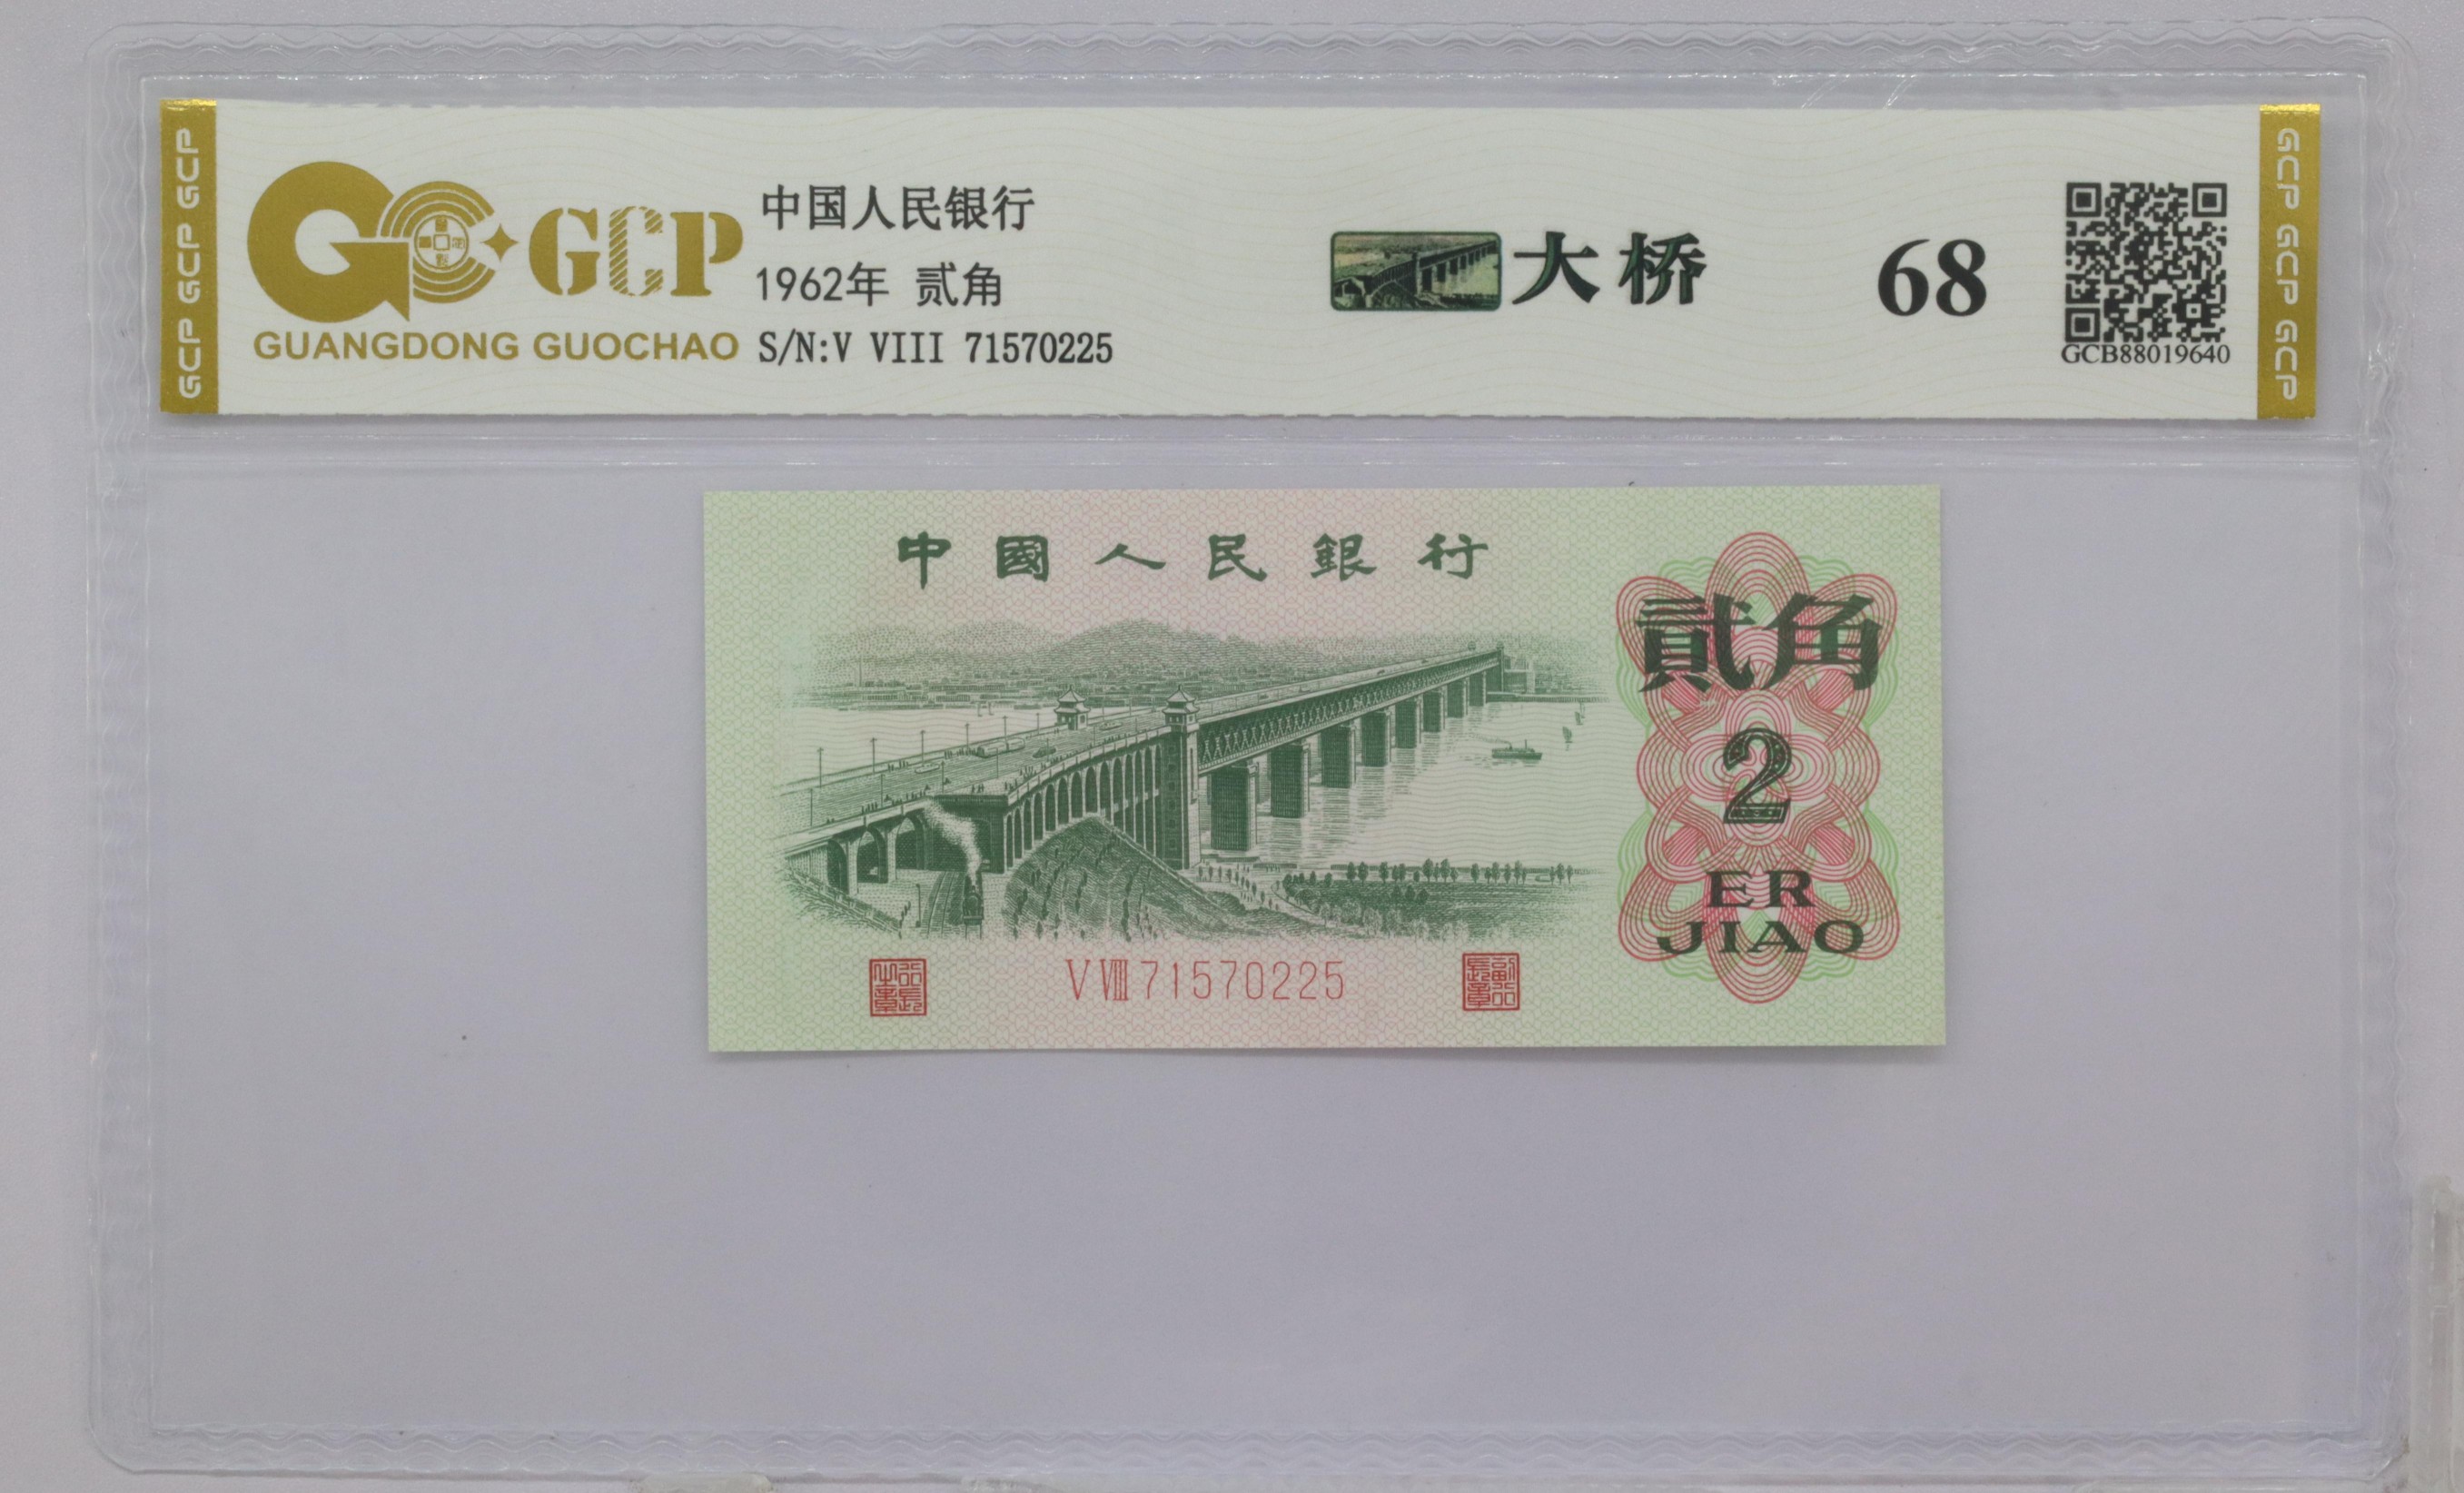 GCP GCP GCP
GCP
GUANGDONG GUOCHAO
中国人民银行
1962年 贰角
S/N:V VIII 71570225
大桥
68
GCB88019640
GCP GCP GCP
中國人民銀行
貳角
2
ER
JIAO
V VIII 71570225